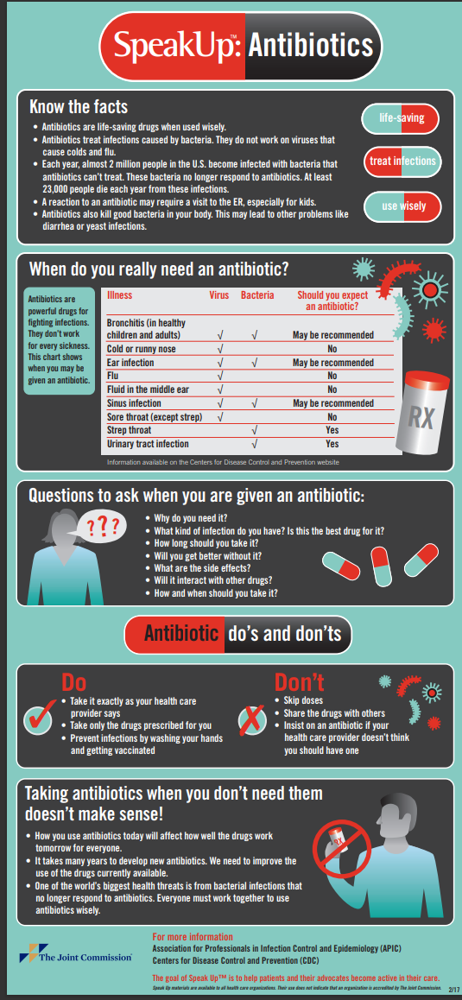 SpeakUp:™ Antibiotics
Know the facts
• Antibiotics are life-saving drugs when used wisely.
• Antibiotics treat infections caused by bacteria. They do not work on viruses that
cause colds and flu.
• Each year, almost 2 million people in the U.S. become infected with bacteria that
antibiotics can't treat. These bacteria no longer respond to antibiotics. At least
23,000 people die each year from these infections.
• A reaction to an antibiotic may require a visit to the ER, especially for kids.
• Antibiotics also kill good bacteria in your body. This may lead to other problems like
diarrhea or yeast infections.
life-saving
treat infections
use wisely
When do you really need an antibiotic?
Antibiotics are
powerful drugs for
fighting infections.
They don't work
for every sickness.
This chart shows
when you may be
given an antibiotic.
Illness Virus Bacteria Should you expect
an antibiotic?
Bronchitis (in healthy
children and adults) √ √ May be recommended
Cold or runny nose √ No
Ear infection √ √ May be recommended
Flu √ No
Fluid in the middle ear √ No
Sinus infection √ √ May be recommended
Sore throat (except strep) √ No
Strep throat √ Yes
Urinary tract infection √ Yes
RX
Information available on the Centers for Disease Control and Prevention website
Questions to ask when you are given an antibiotic:
???
• Why do you need it?
• What kind of infection do you have? Is this the best drug for it?
• How long should you take it?
• Will you get better without it?
• What are the side effects?
• Will it interact with other drugs?
• How and when should you take it?
Antibiotic do's and don'ts
Do
• Take it exactly as your health care
provider says
• Take only the drugs prescribed for you
• Prevent infections by washing your hands
and getting vaccinated
Don't
• Skip doses
• Share the drugs with others
• Insist on an antibiotic if your
health care provider doesn't think
you should have one
Taking antibiotics when you don't need them
doesn't make sense!
• How you use antibiotics today will affect how well the drugs work
tomorrow for everyone.
• It takes many years to develop new antibiotics. We need to improve the
use of the drugs currently available.
• One of the world's biggest health threats is from bacterial infections that
no longer respond to antibiotics. Everyone must work together to use
antibiotics wisely.
RX
The Joint Commission
For more information
Association for Professionals in Infection Control and Epidemiology (APIC)
Centers for Disease Control and Prevention (CDC)
The goal of Speak Up™ is to help patients and their advocates become active in their care.
Speak Up materials are available to all health care organizations. Their use does not indicate that an organization is accredited by The Joint Commission. 2/17